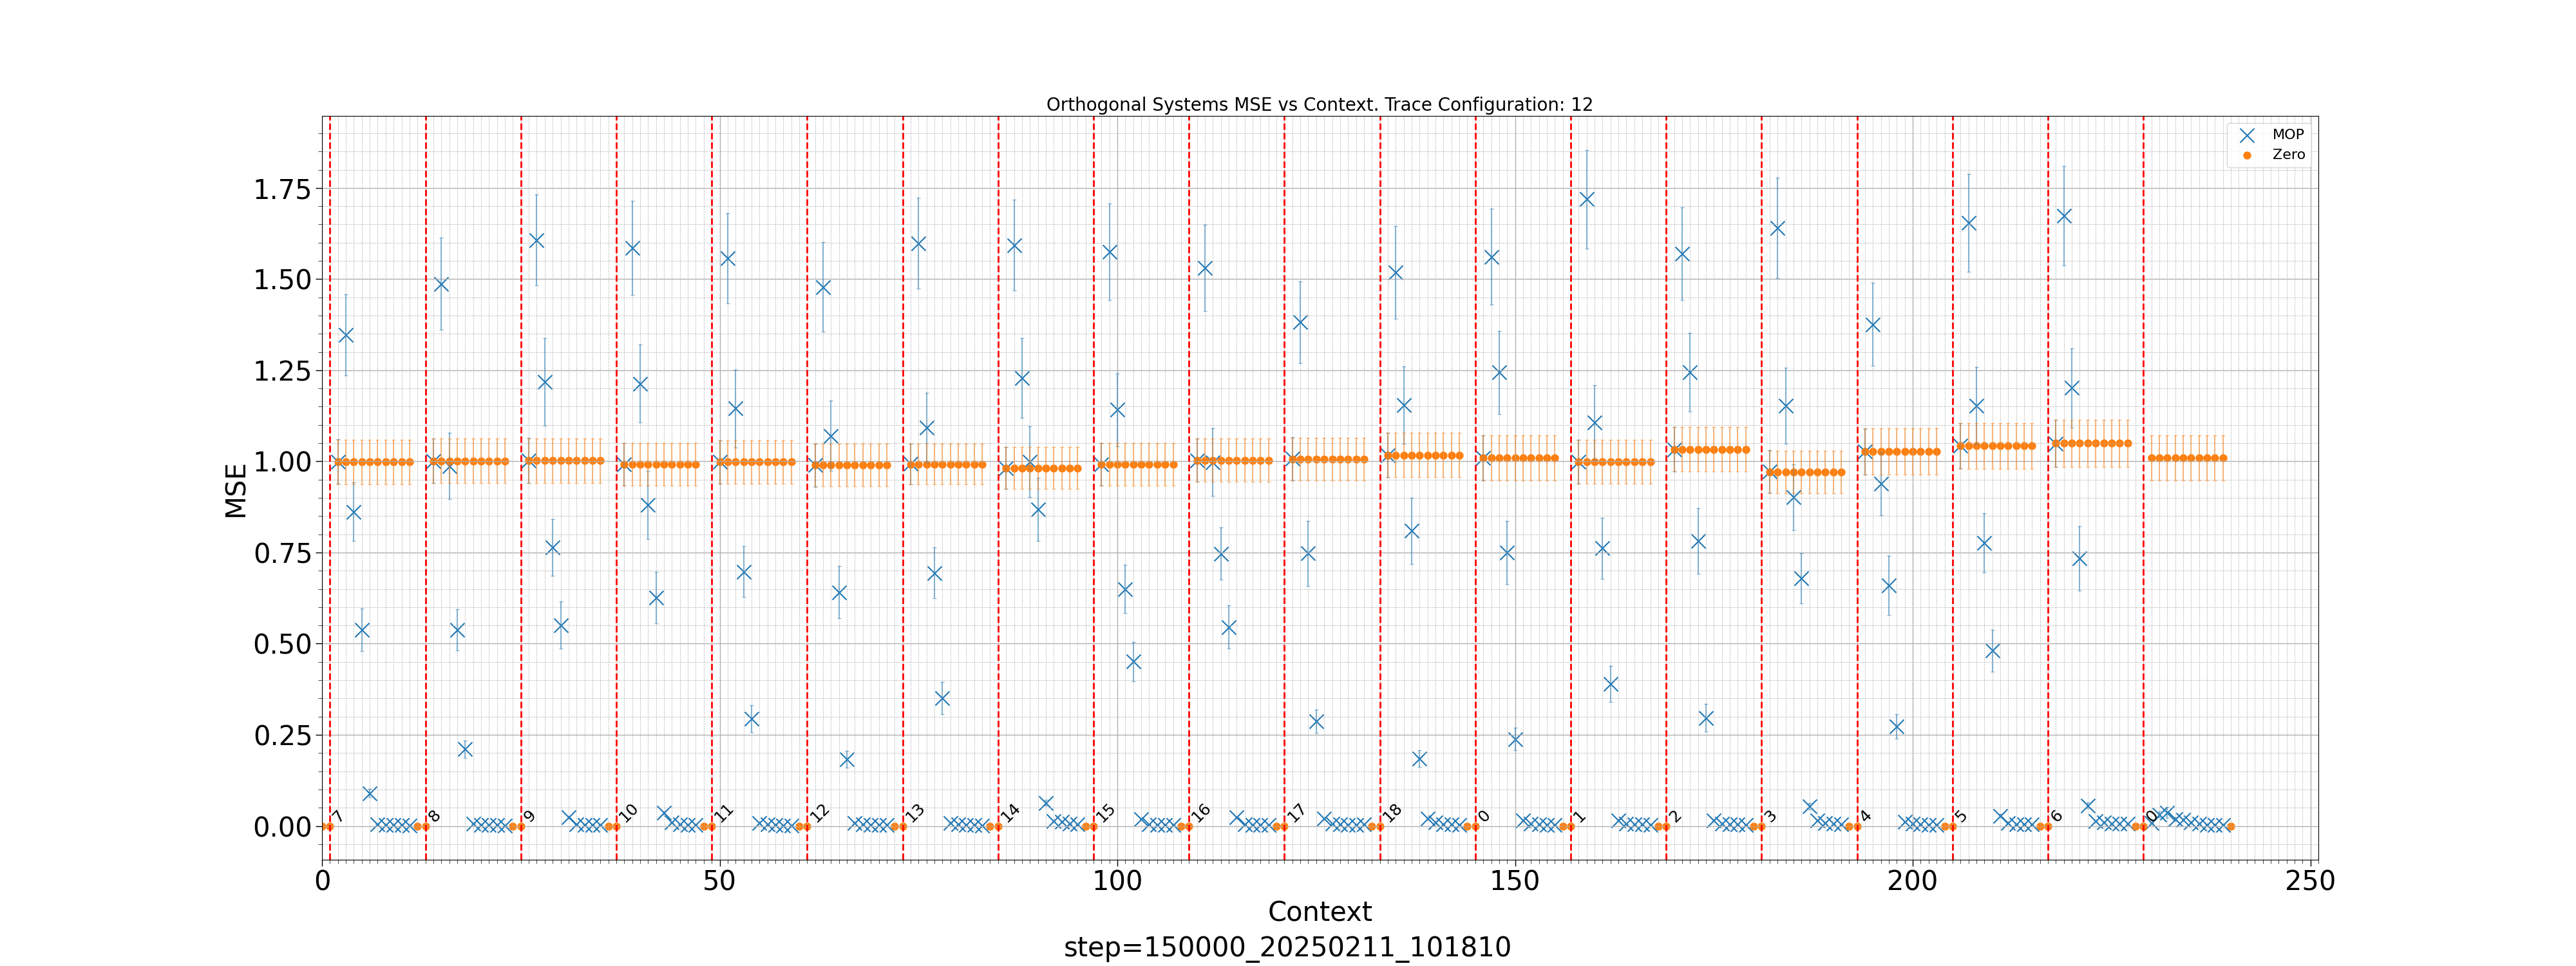 Orthogonal Systems MSE vs Context. Trace Configuration: 12
MOP
Zero
1.75
1.50
1.25
1.00
0.75
0.50
0.25
0.00
MSE
7 8 9 10 11 12 13 14 15 16 17 18 0 1 2 3 4 5 6 0
0 50 100 150 200 250
Context
step=150000_20250211_101810